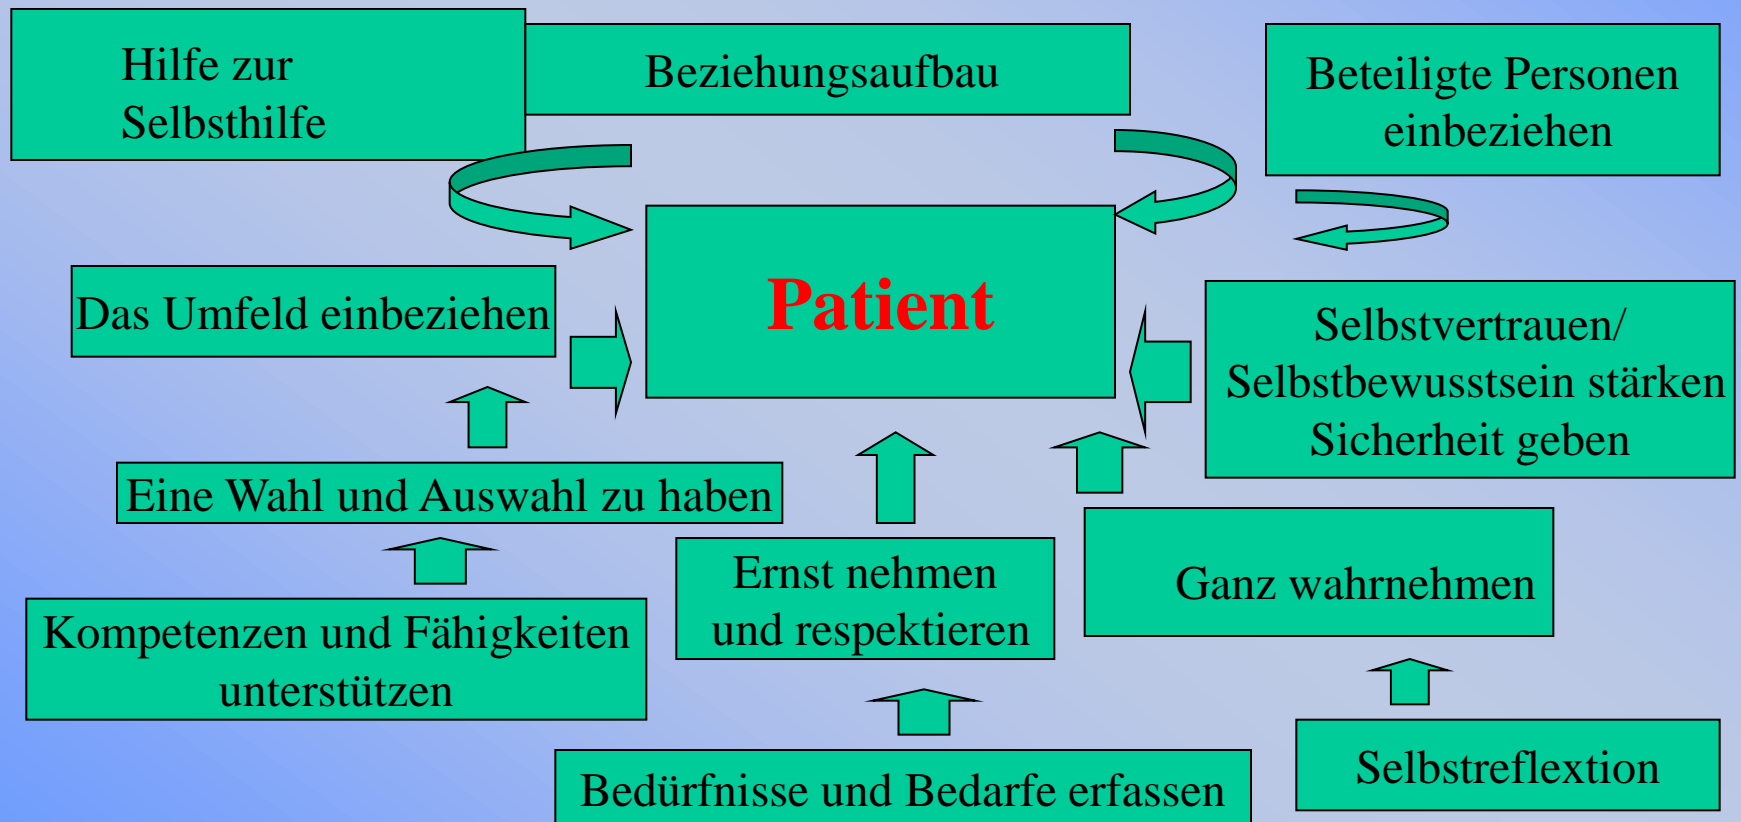 Hilfe zur
Selbsthilfe
Beziehungsaufbau
Beteiligte Personen
einbeziehen
Patient
Das Umfeld einbeziehen
Selbstvertrauen/
Selbstbewusstsein stärken
Sicherheit geben
Eine Wahl und Auswahl zu haben
Ernst nehmen
und respektieren
Ganz wahrnehmen
Kompetenzen und Fähigkeiten
unterstützen
Selbstreflextion
Bedürfnisse und Bedarfe erfassen